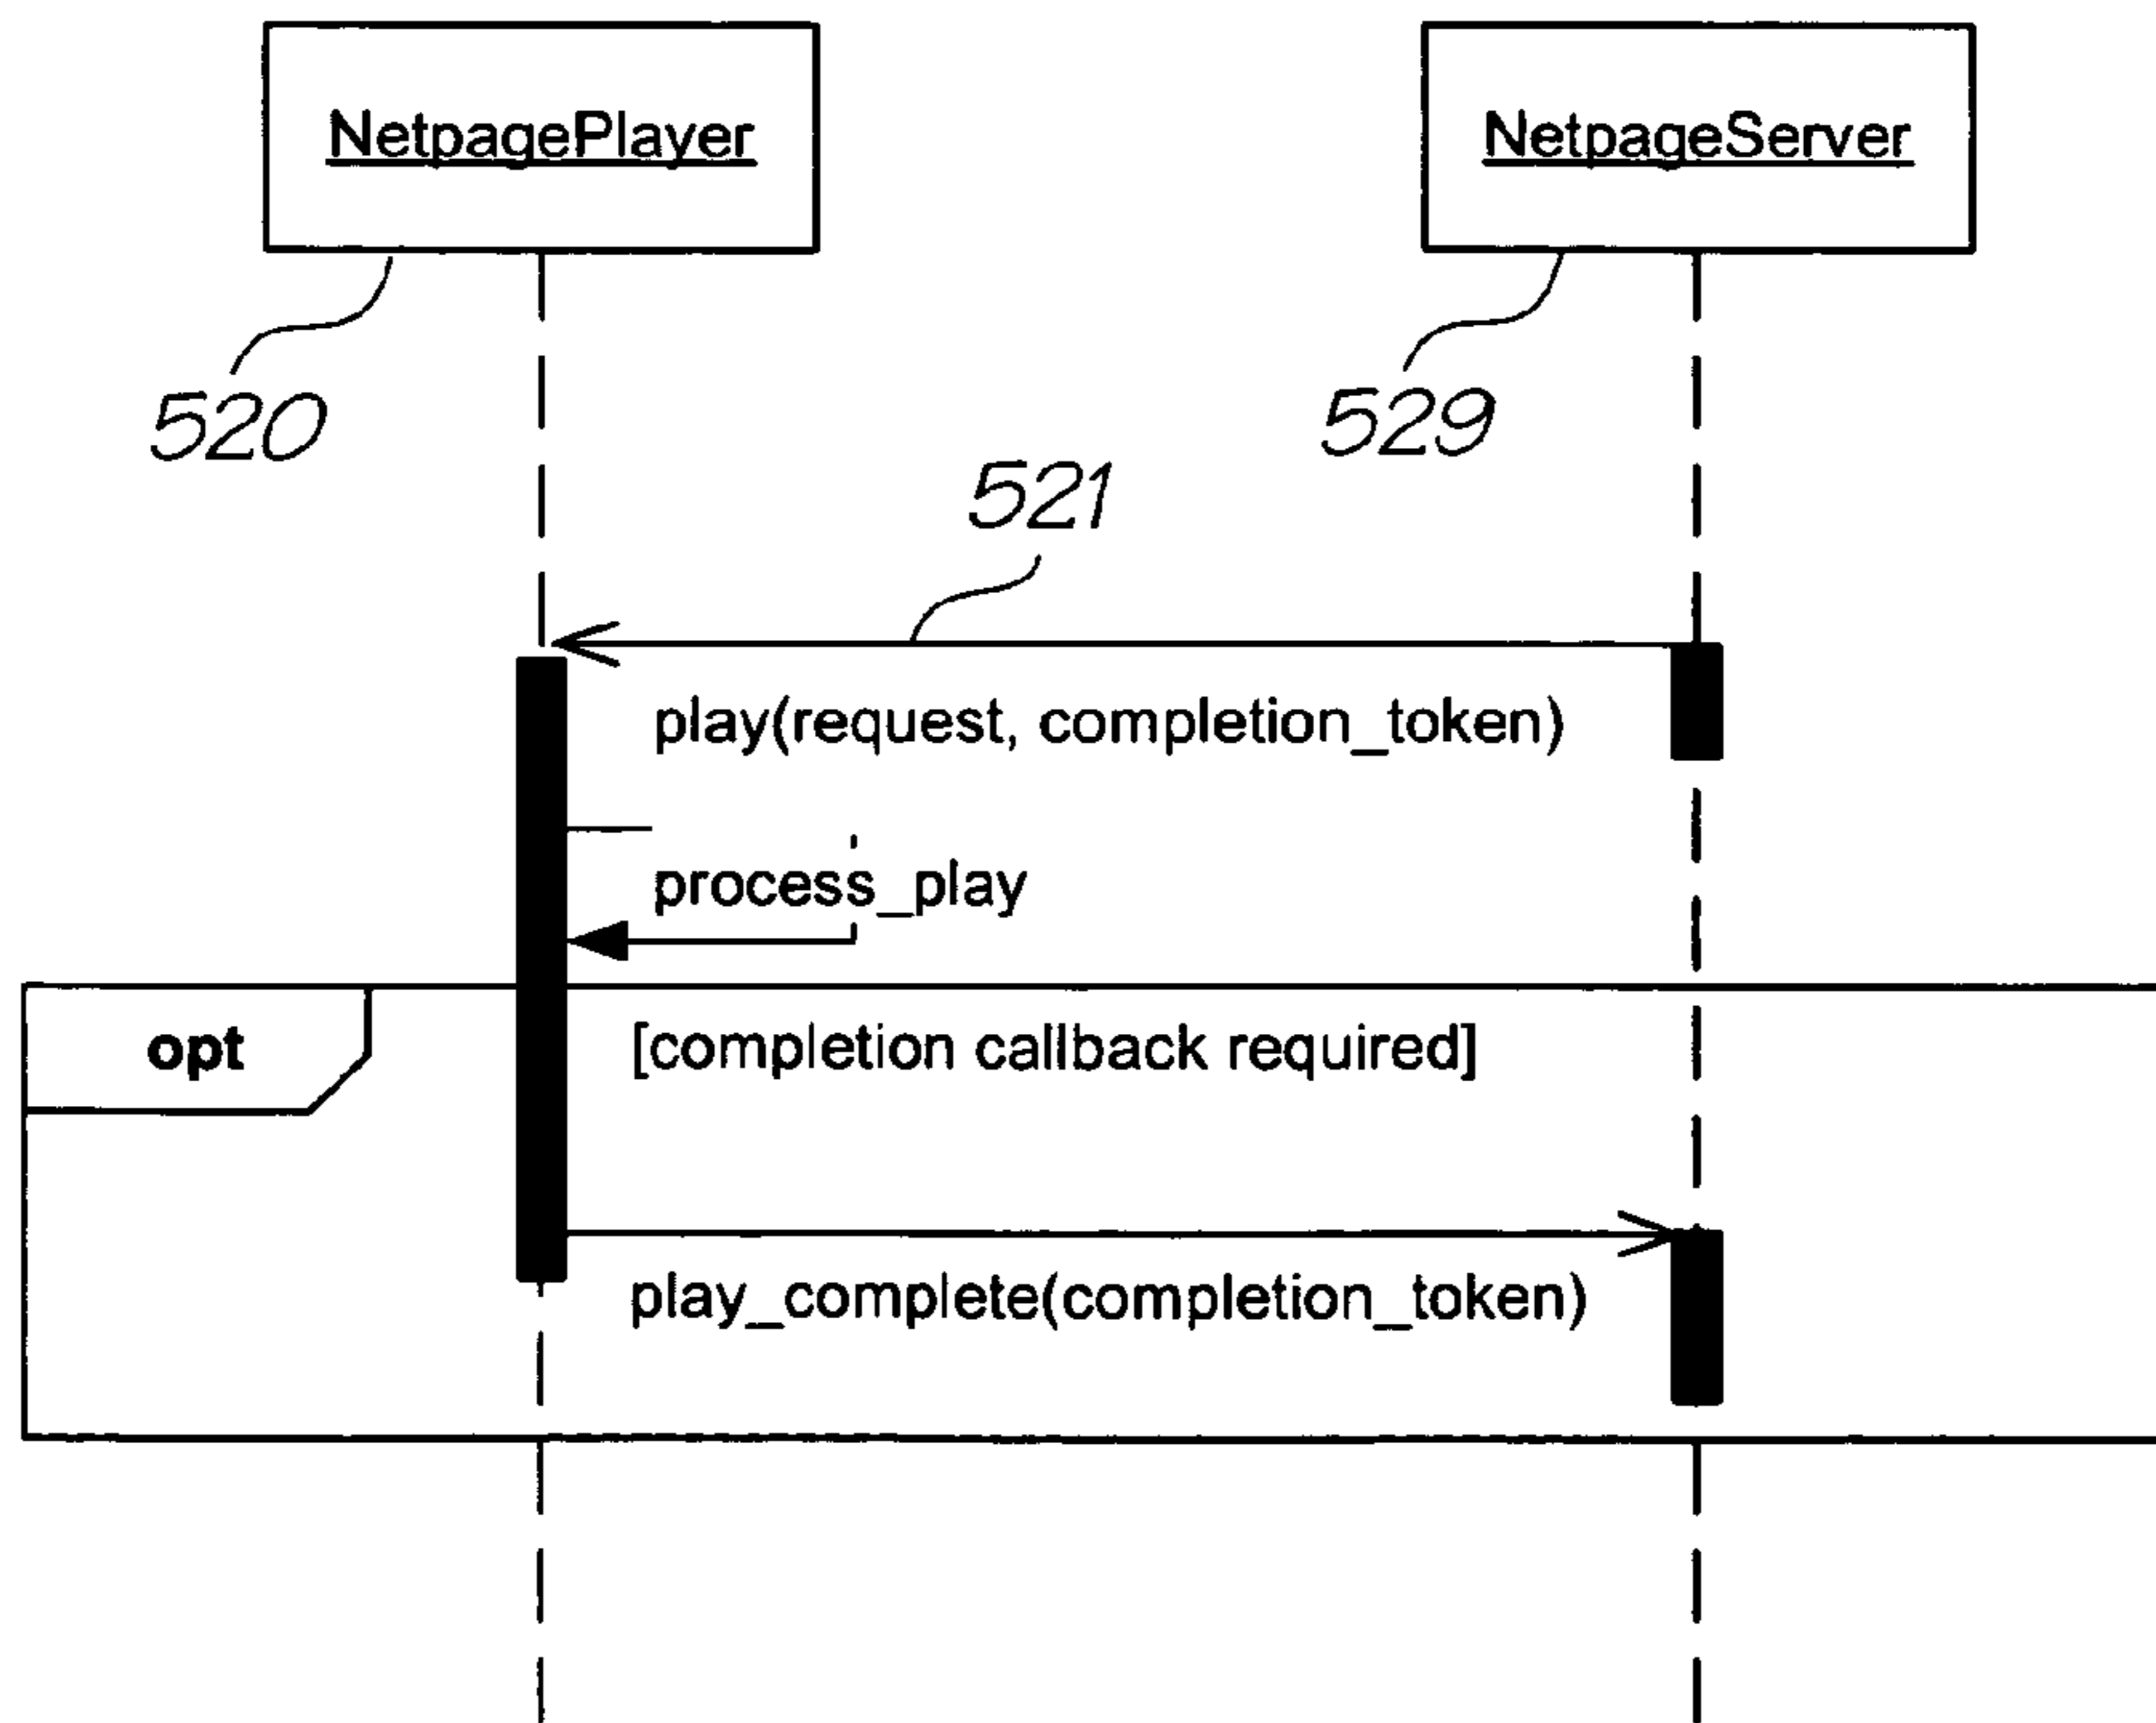 NetpagePlayer
NetpageServer
520
529
521
play(request, completion_token)
process_play
opt
[completion callback required]
play_complete(completion_token)